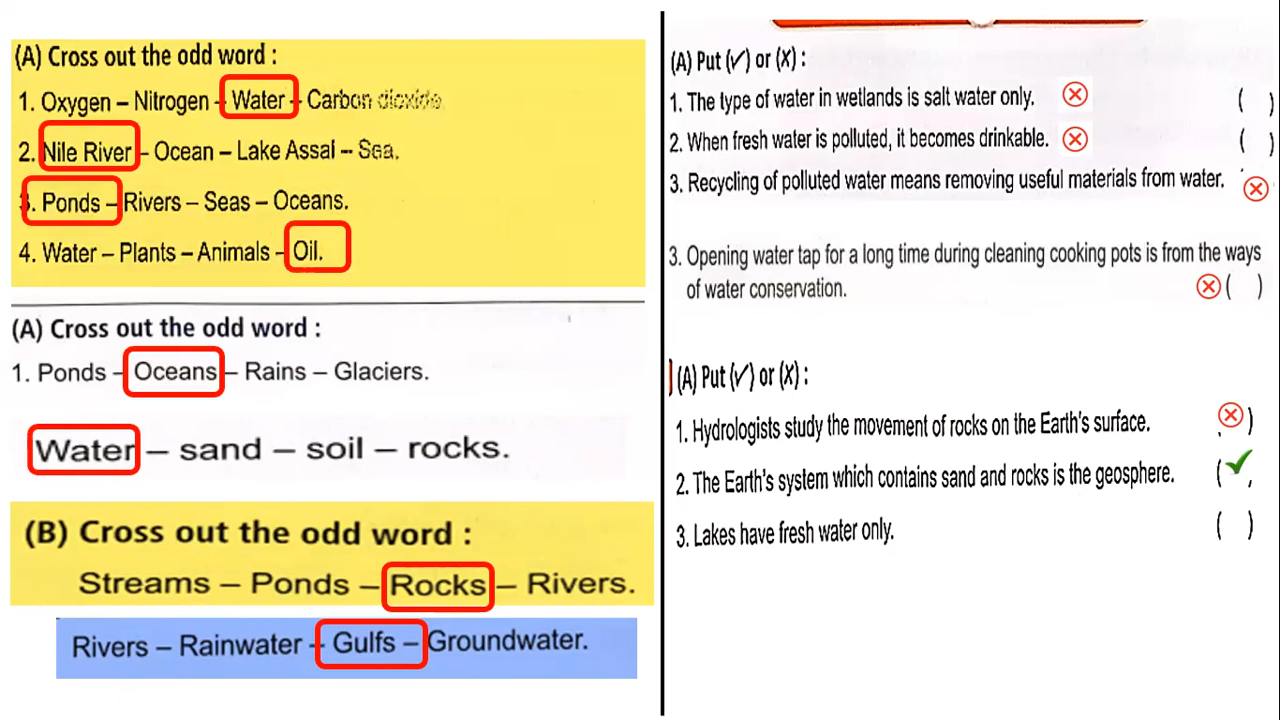 (A) Cross out the odd word :
1. Oxygen – Nitrogen – Water – Carbon dioxide.
2. Nile River – Ocean – Lake Assal – Sea.
3. Ponds – Rivers – Seas – Oceans.
4. Water – Plants – Animals – Oil.
(A) Cross out the odd word :
1. Ponds – Oceans – Rains – Glaciers.
Water – sand – soil – rocks.
(B) Cross out the odd word :
Streams – Ponds – Rocks – Rivers.
Rivers – Rainwater – Gulfs – Groundwater.
(A) Put (✓) or (X) :
1. The type of water in wetlands is salt water only. ( )
2. When fresh water is polluted, it becomes drinkable. ( )
3. Recycling of polluted water means removing useful materials from water.
3. Opening water tap for a long time during cleaning cooking pots is from the ways
of water conservation. ( )
(A) Put (✓) or (X) :
1. Hydrologists study the movement of rocks on the Earth's surface. )
2. The Earth's system which contains sand and rocks is the geosphere. (✓
3. Lakes have fresh water only. ( )